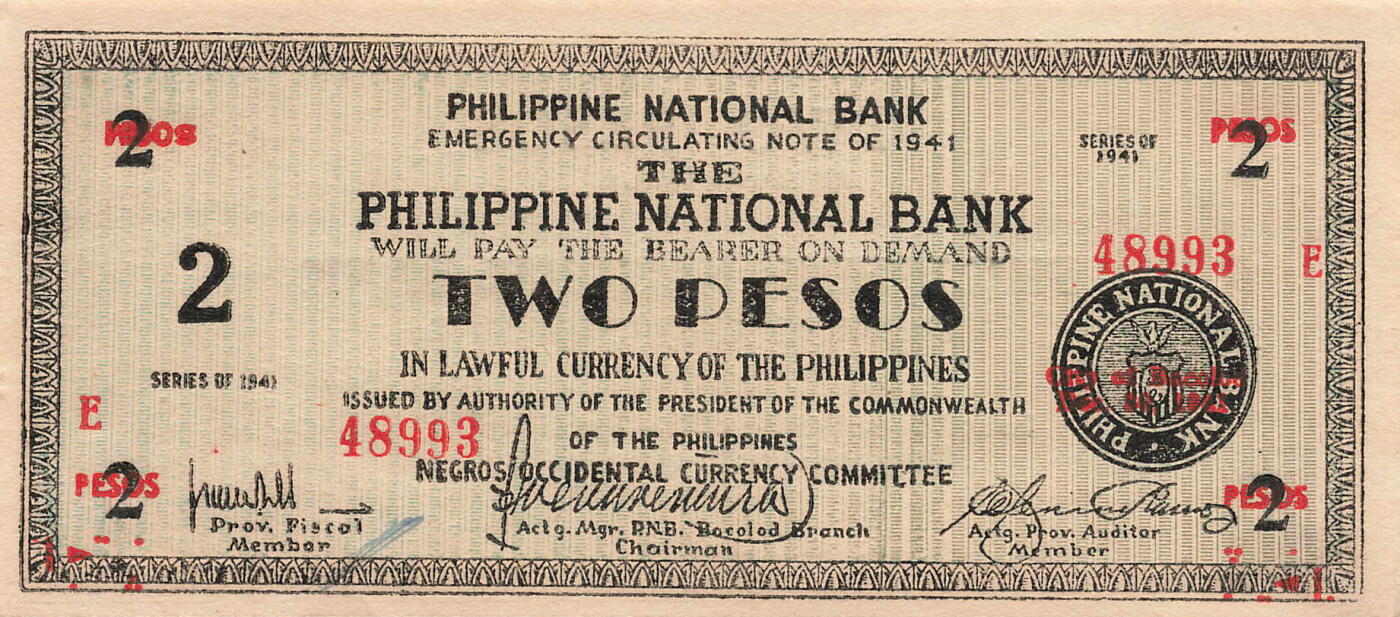 PHILIPPINE NATIONAL BANK
EMERGENCY CIRCULATING NOTE OF 1941
PESOS 2
SERIES OF 1941
PESOS 2
THE
PHILIPPINE NATIONAL BANK
WILL PAY THE BEARER ON DEMAND
48993 E
2
TWO PESOS
PHILIPPINE NATIONAL BANK
IN LAWFUL CURRENCY OF THE PHILIPPINES
SERIES OF 1941
City of Bacolod
ISSUED BY AUTHORITY OF THE PRESIDENT OF THE COMMONWEALTH
E
48993
OF THE PHILIPPINES
NEGROS OCCIDENTAL CURRENCY COMMITTEE
PESOS 2
PESOS 2
Prov. Fiscal
Member
Actg. Mgr. P.N.B. Bacolod Branch
Chairman
Actg. Prov. Auditor
Member